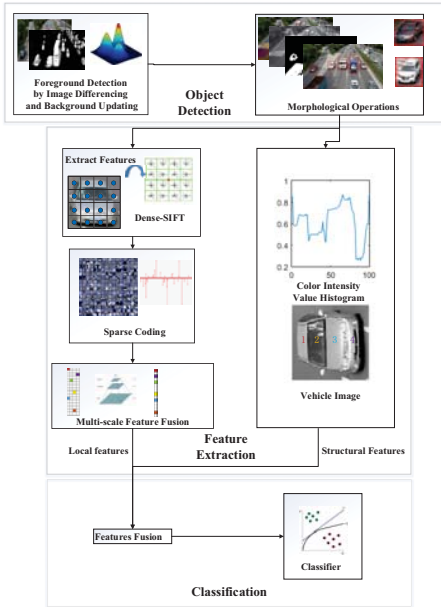 Foreground Detection
by Image Differencing
and Background Updating
Morphological Operations
Object
Detection
Extract Features
Dense-SIFT
1
0.8
0.6
0.4
0.2
0
50
100
Color Intensity
Value Histogram
Sparse Coding
1 2 3 4
Vehicle Image
Multi-scale Feature Fusion
Local features
Feature
Extraction
Structural Features
Features Fusion
Classifier
Classification